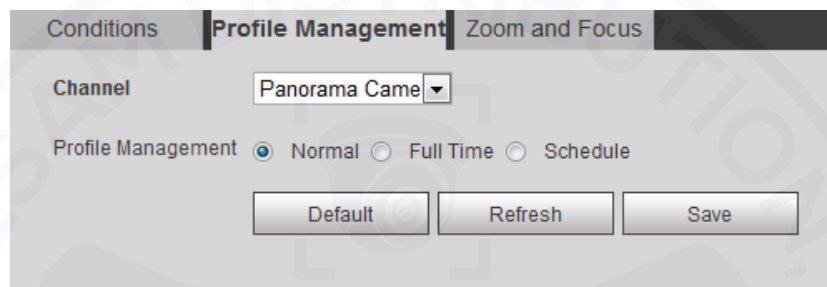 Conditions Profile Management Zoom and Focus
Channel Panorama Came
Profile Management Normal Full Time Schedule
Default Refresh Save